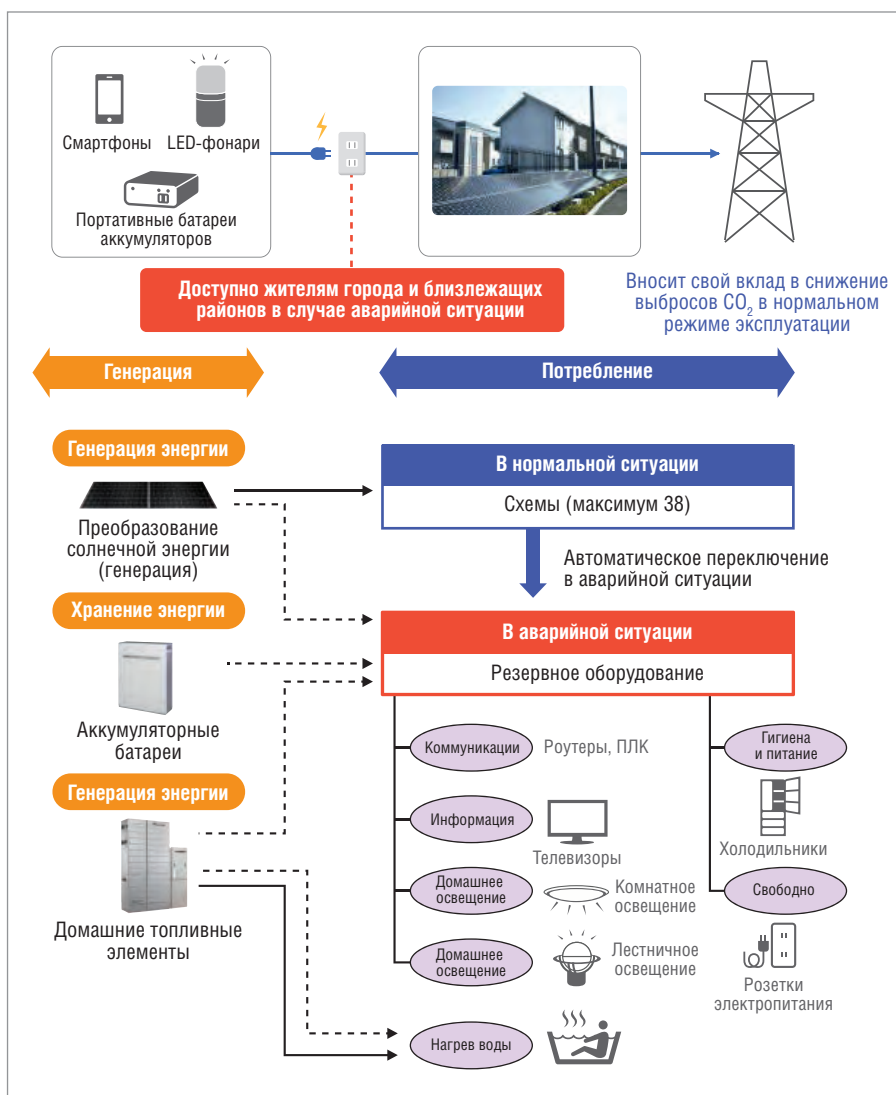 Смартфоны
LED-фонари
Портативные батареи
аккумуляторов
Доступно жителям города и близлежащих
районов в случае аварийной ситуации
Вносит свой вклад в снижение
выбросов CO₂ в нормальном
режиме эксплуатации
Генерация
Потребление
Генерация энергии
Преобразование
солнечной энергии
(генерация)
Хранение энергии
Аккумуляторные
батареи
Генерация энергии
Домашние топливные
элементы
В нормальной ситуации
Схемы (максимум 38)
Автоматическое переключение
в аварийной ситуации
В аварийной ситуации
Резервное оборудование
Коммуникации
Роутеры, ПЛК
Информация
Телевизоры
Домашнее
освещение
Комнатное
освещение
Домашнее
освещение
Лестничное
освещение
Нагрев воды
Гигиена
и питание
Холодильники
Свободно
Розетки
электропитания